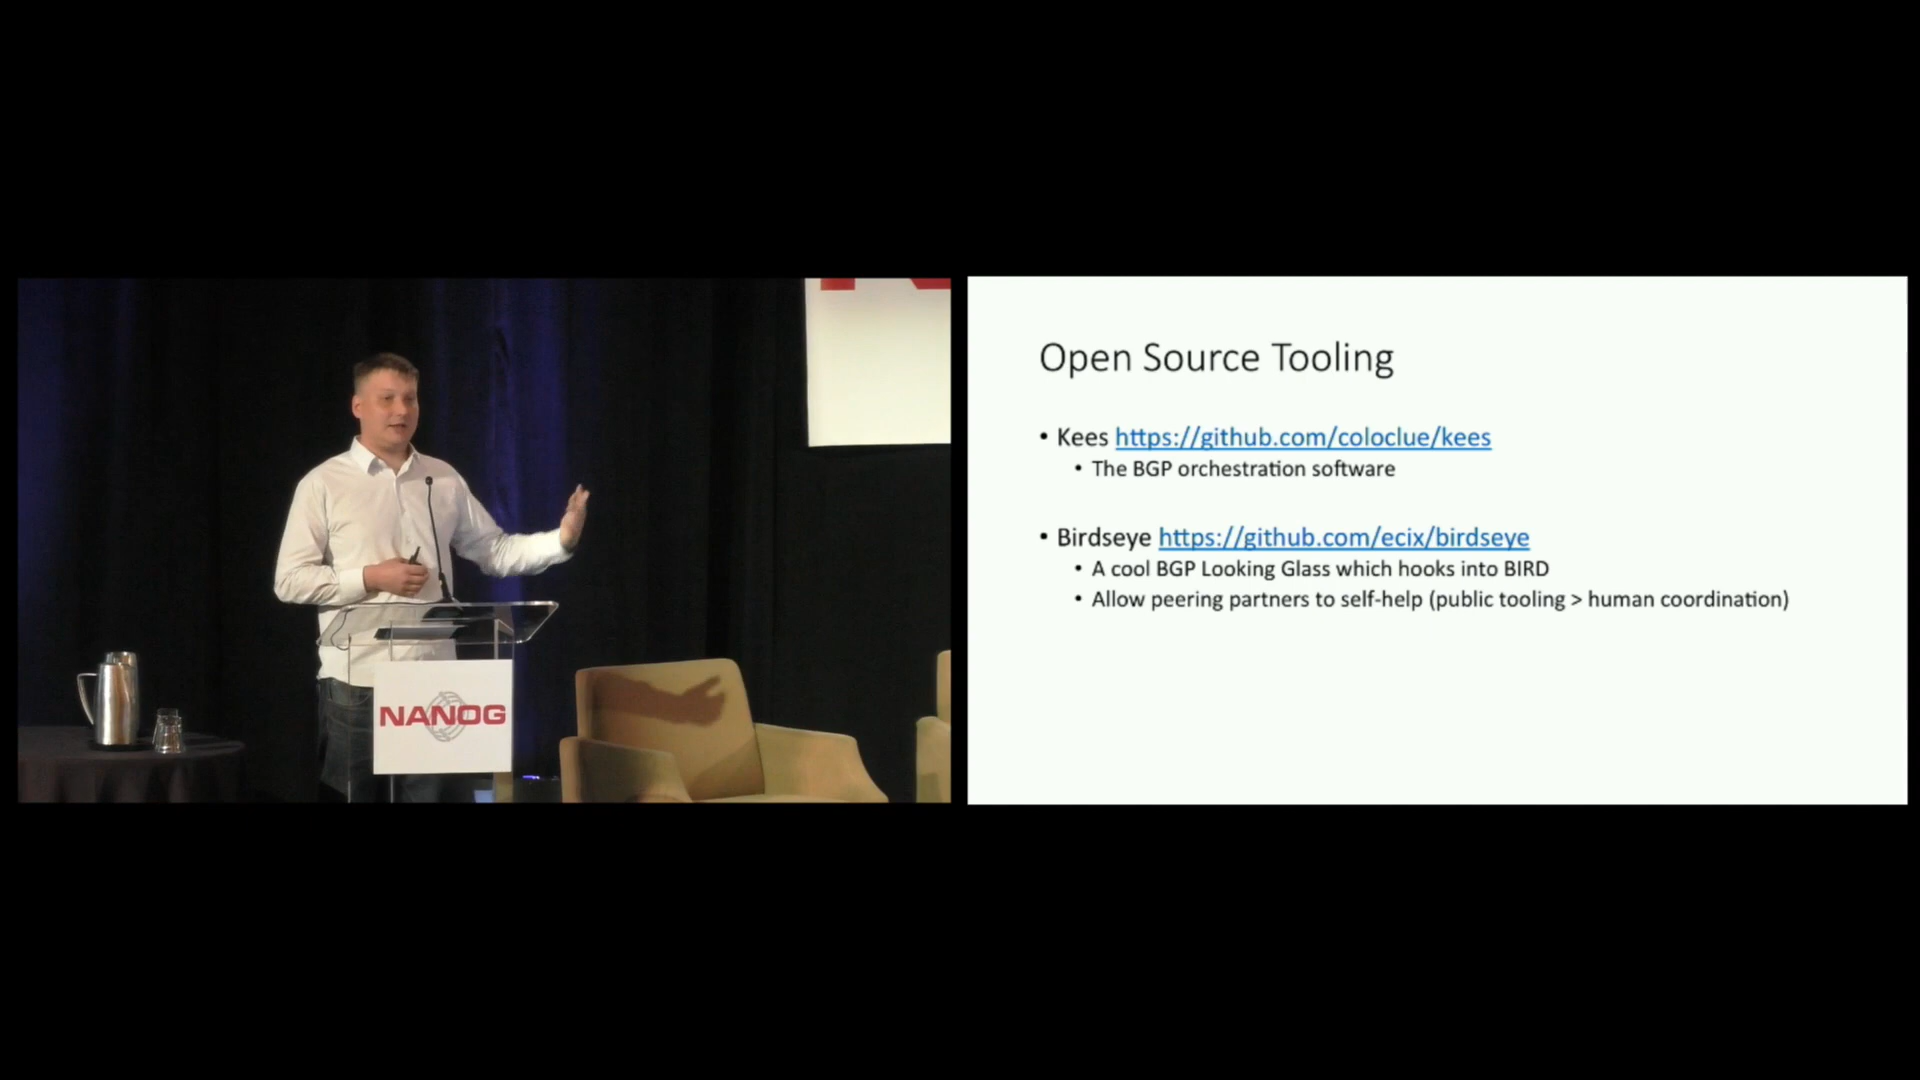 NANOG
Open Source Tooling
• Kees https://github.com/coloclue/kees
• The BGP orchestration software
• Birdseye https://github.com/ecix/birdseye
• A cool BGP Looking Glass which hooks into BIRD
• Allow peering partners to self-help (public tooling > human coordination)